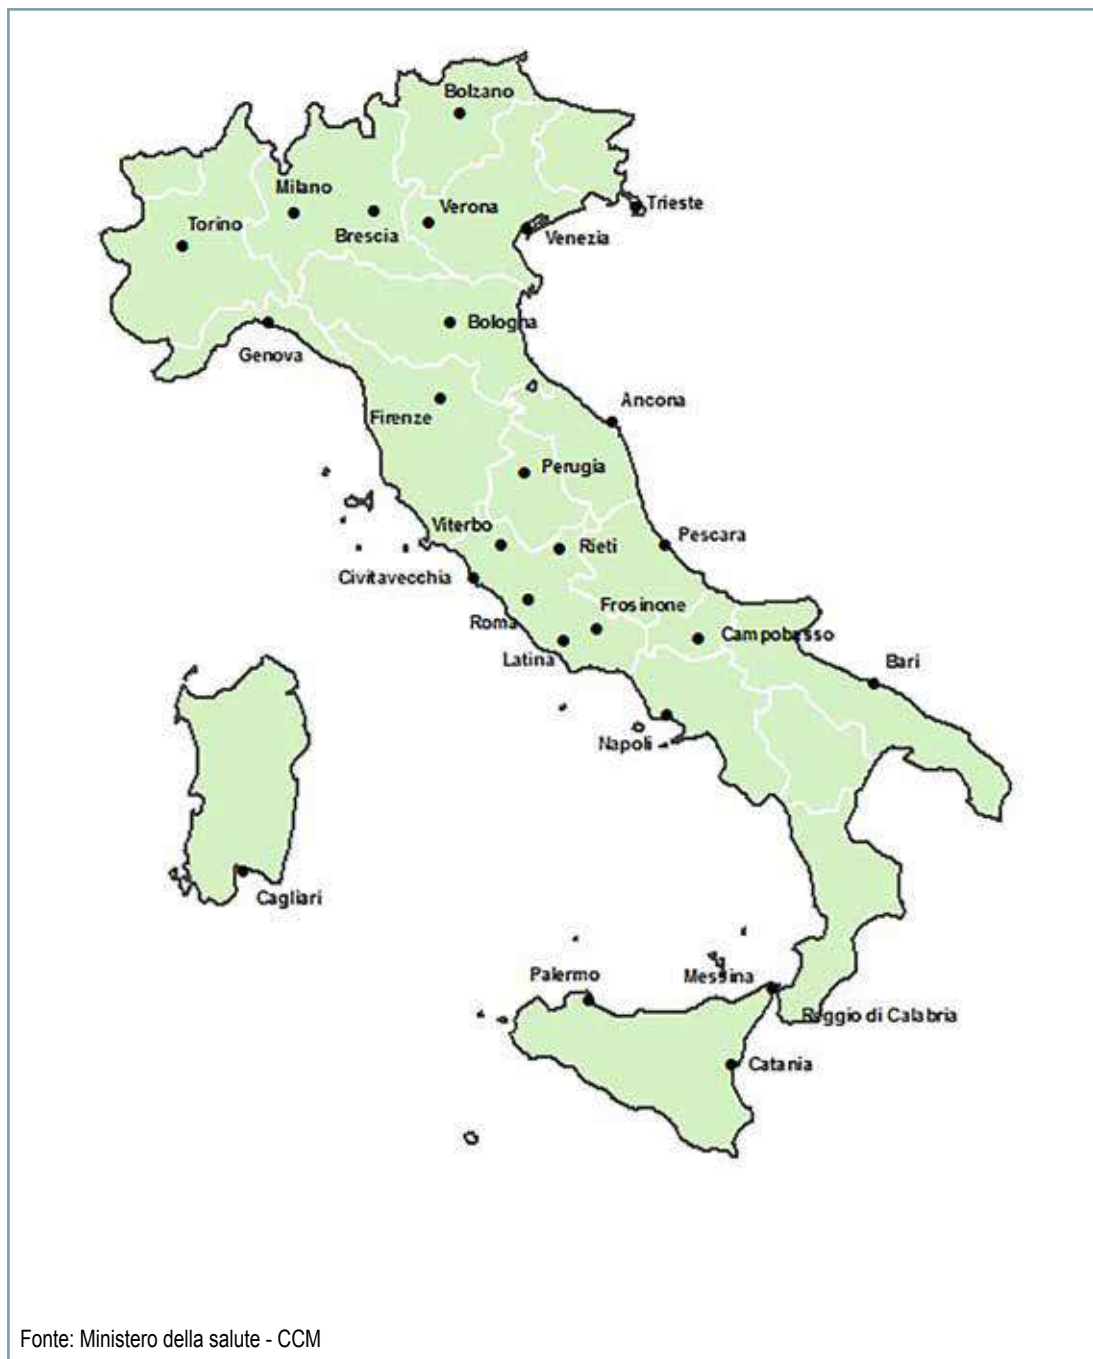 Bolzano
Milano
Trieste
Verona
Torino
Brescia
Venezia
Bologna
Genova
Ancona
Firenze
Perugia
Viterbo
Pescara
Rieti
Civitavecchia
Frosinone
Roma
Campobasso
Latina
Bari
Napoli
Cagliari
Palermo
Messina
Reggio di Calabria
Catania
Fonte: Ministero della salute - CCM